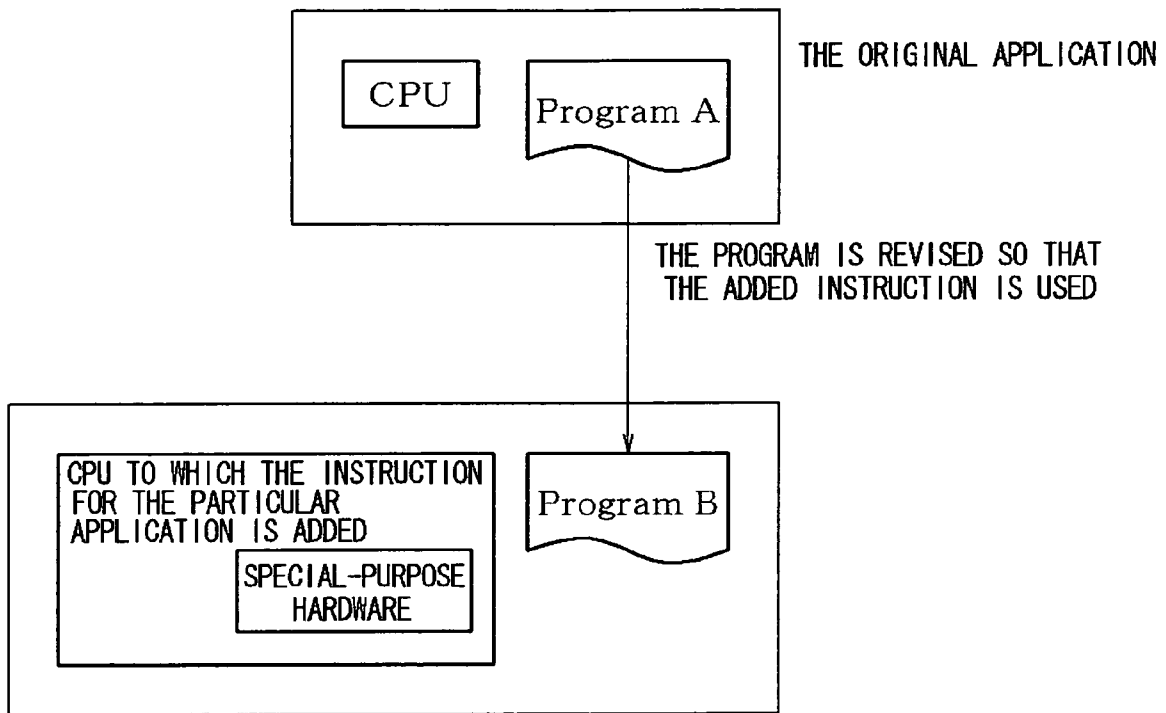 THE ORIGINAL APPLICATION
CPU
Program A
THE PROGRAM IS REVISED SO THAT
THE ADDED INSTRUCTION IS USED
CPU TO WHICH THE INSTRUCTION
FOR THE PARTICULAR
APPLICATION IS ADDED
SPECIAL-PURPOSE
HARDWARE
Program B